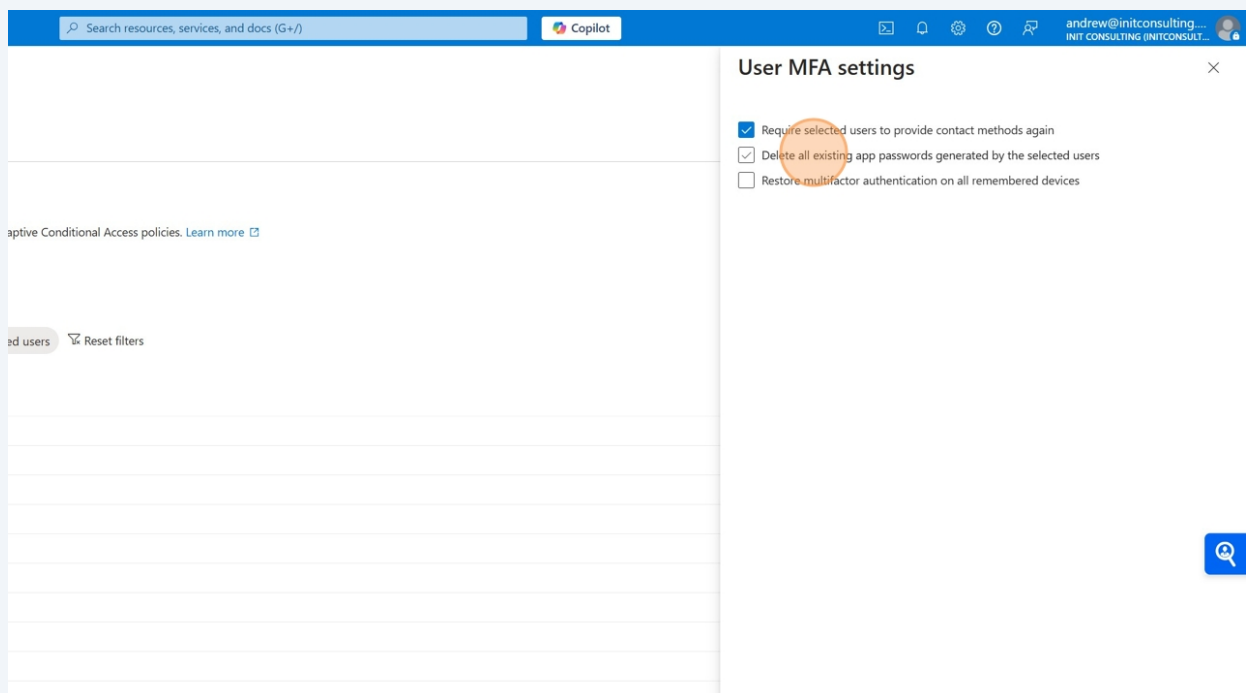 Search resources, services, and docs (G+/)
Copilot
andrew@initconsulting....
INIT CONSULTING (INITCONSULT...
User MFA settings
Require selected users to provide contact methods again
Delete all existing app passwords generated by the selected users
Restore multifactor authentication on all remembered devices
aptive Conditional Access policies. Learn more
ed users Reset filters